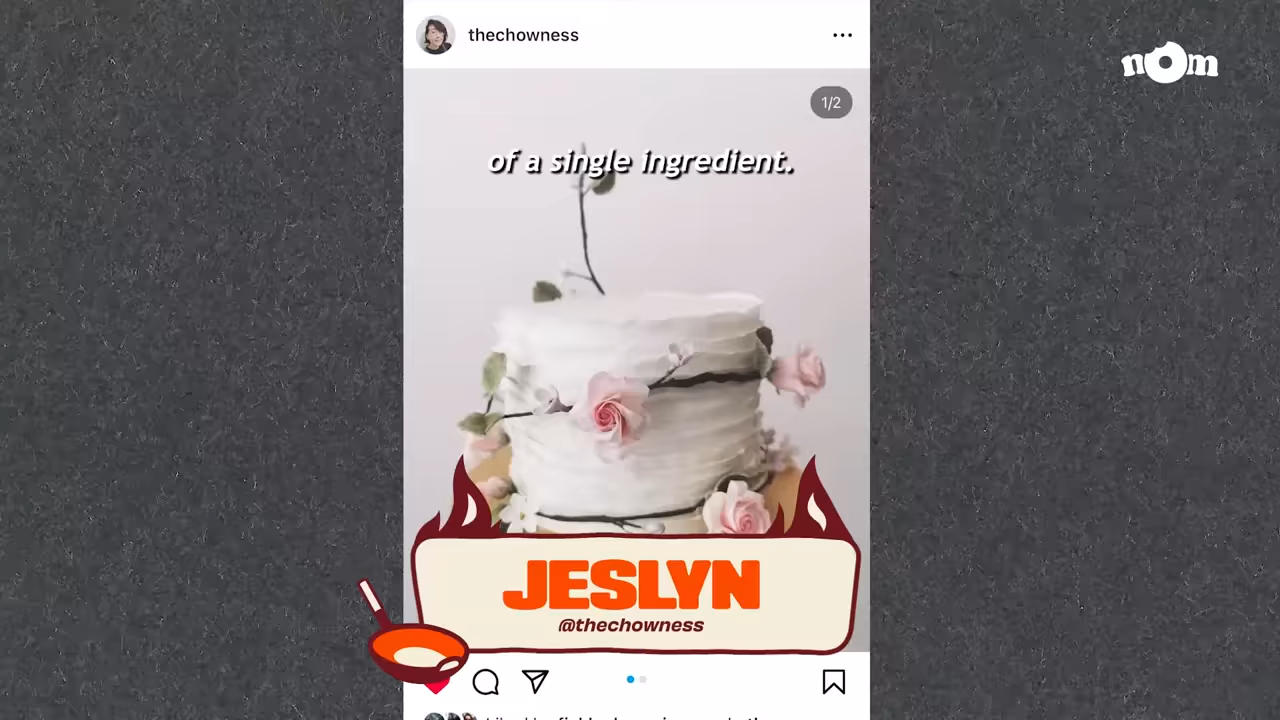 thechowness
nom
1/2
of a single ingredient.
JESLYN
@thechowness